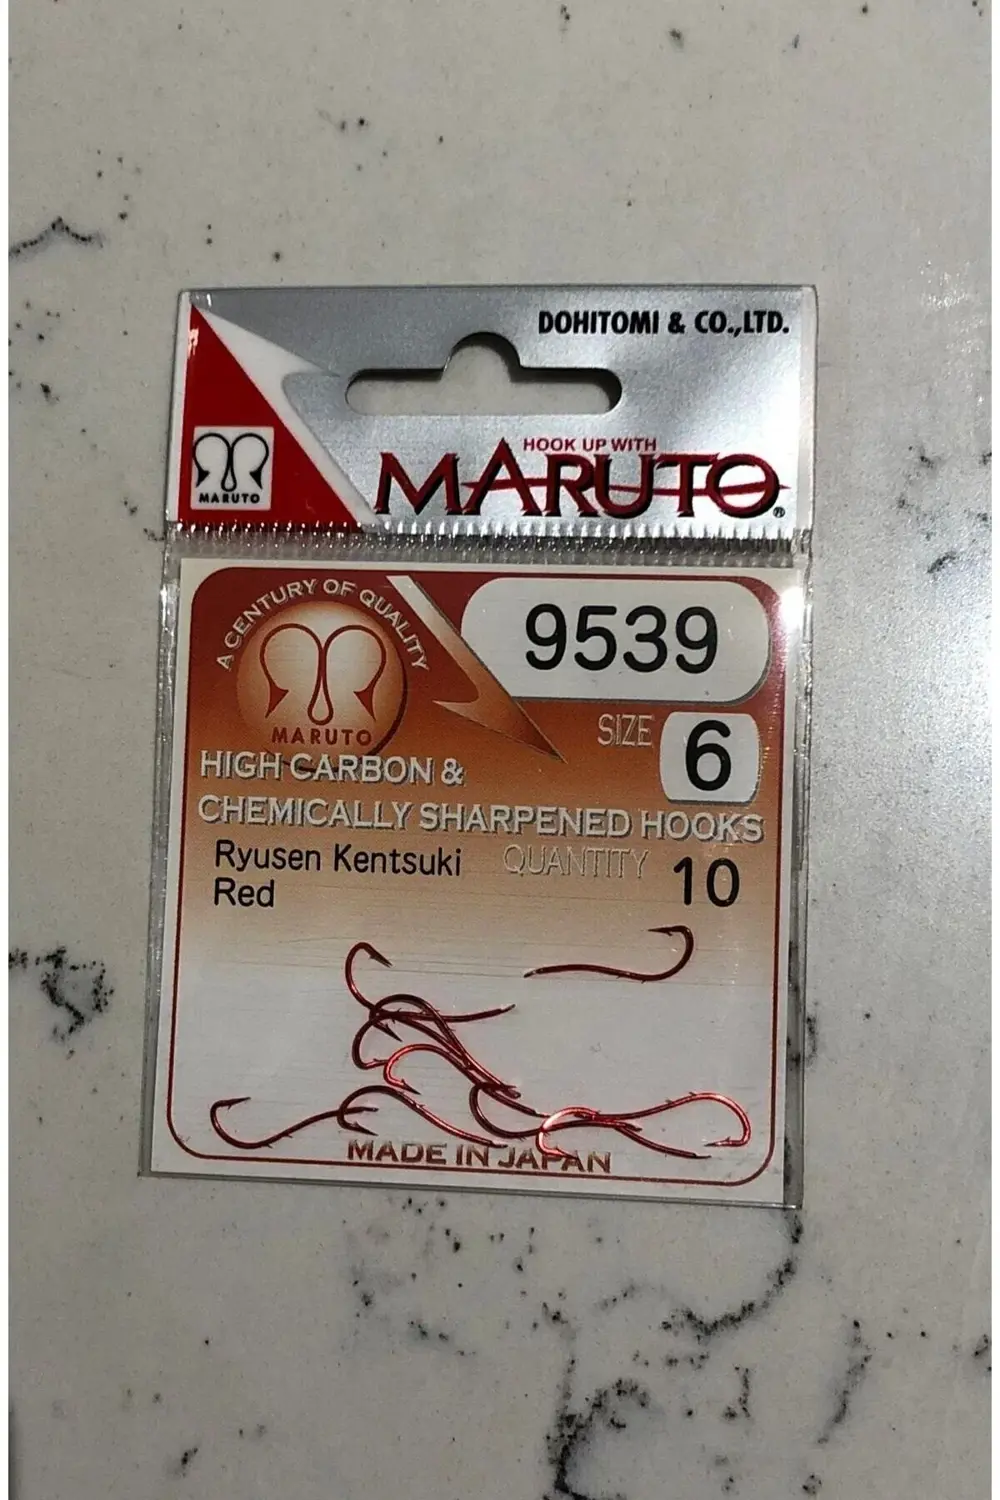 DOHITOMI & CO.,LTD.
HOOK UP WITH
MARUTO®
MARUTO
A CENTURY OF QUALITY
MARUTO
9539
SIZE 6
HIGH CARBON &
CHEMICALLY SHARPENED HOOKS
Ryusen Kentsuki
Red
QUANTITY 10
MADE IN JAPAN